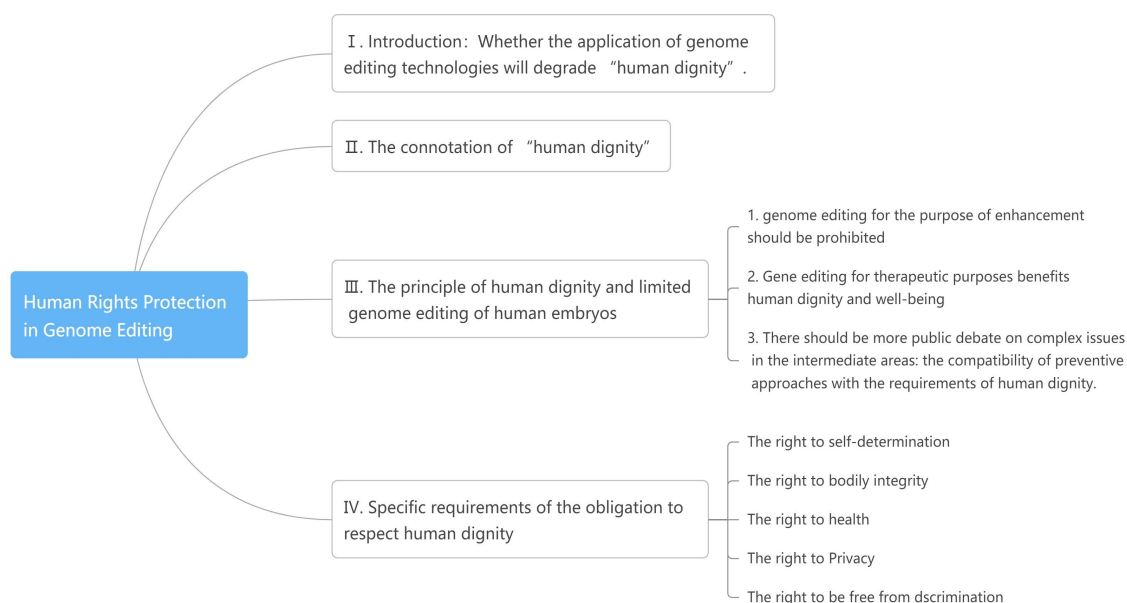 Human Rights Protection
in Genome Editing
Ⅰ. Introduction: Whether the application of genome
editing technologies will degrade “human dignity” .
Ⅱ. The connotation of “human dignity”
Ⅲ. The principle of human dignity and limited
genome editing of human embryos
1. genome editing for the purpose of enhancement
should be prohibited
2. Gene editing for therapeutic purposes benefits
human dignity and well-being
3. There should be more public debate on complex issues
in the intermediate areas: the compatibility of preventive
approaches with the requirements of human dignity.
Ⅳ. Specific requirements of the obligation to
respect human dignity
The right to self-determination
The right to bodily integrity
The right to health
The right to Privacy
The right to be free from dscrimination